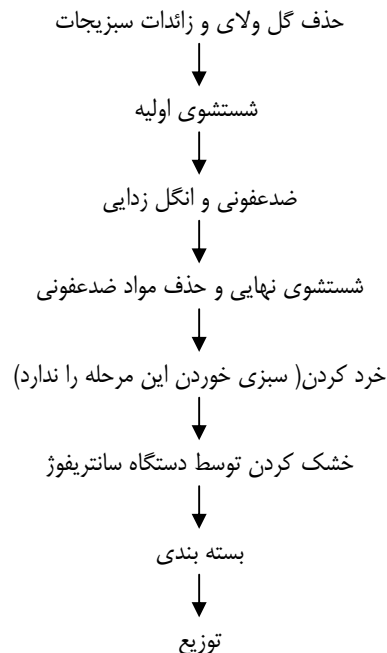 حذف گل ولای و زائدات سبزیجات
شستشوی اولیه
ضدعفونی و انگل زدایی
شستشوی نهایی و حذف مواد ضدعفونی
خرد کردن( سبزی خوردن این مرحله را ندارد)
خشک کردن توسط دستگاه سانتریفوژ
بسته بندی
توزیع